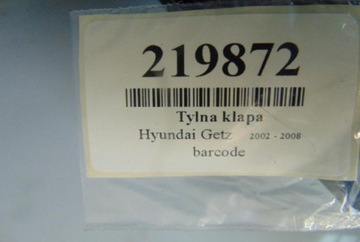 219872
Tylna klapa
Hyundai Getz 2002 - 2008
barcode